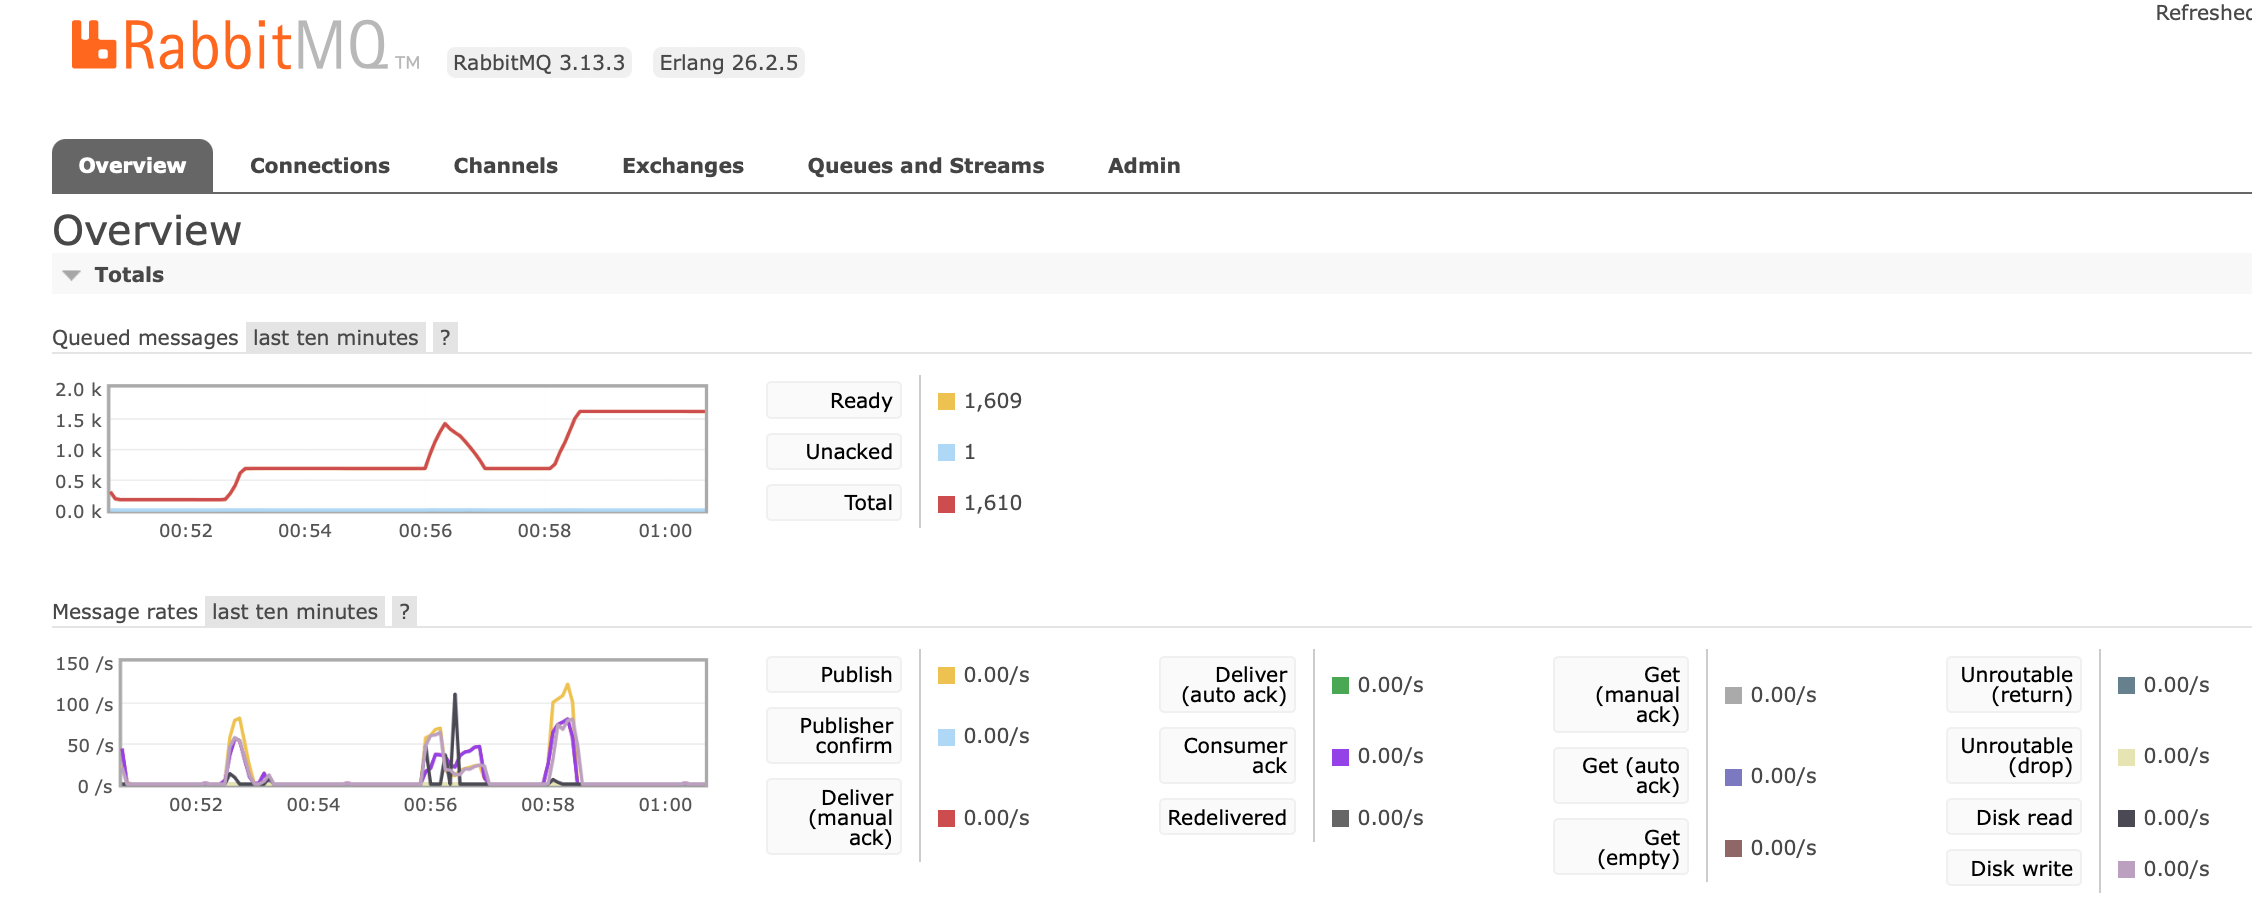 Refreshed
RabbitMQ TM RabbitMQ 3.13.3 Erlang 26.2.5
Overview Connections Channels Exchanges Queues and Streams Admin
Overview
Totals
Queued messages last ten minutes ?
2.0 k
1.5 k
1.0 k
0.5 k
0.0 k
00:52 00:54 00:56 00:58 01:00
Ready 1,609
Unacked 1
Total 1,610
Message rates last ten minutes ?
150 /s
100 /s
50 /s
0 /s
00:52 00:54 00:56 00:58 01:00
Publish 0.00/s
Publisher
confirm 0.00/s
Deliver
(manual
ack) 0.00/s
Deliver
(auto ack) 0.00/s
Consumer
ack 0.00/s
Redelivered 0.00/s
Get
(manual
ack) 0.00/s
Get (auto
ack) 0.00/s
Get
(empty) 0.00/s
Unroutable
(return) 0.00/s
Unroutable
(drop) 0.00/s
Disk read 0.00/s
Disk write 0.00/s